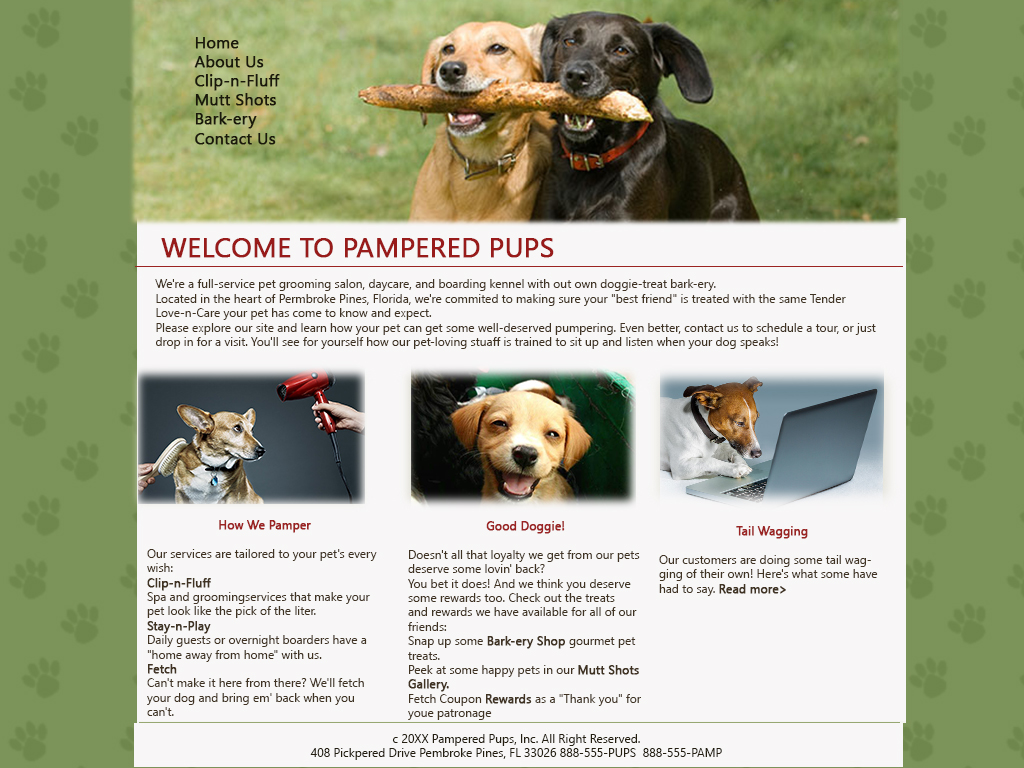 Home
About Us
Clip-n-Fluff
Mutt Shots
Bark-ery
Contact Us
WELCOME TO PAMPERED PUPS
We're a full-service pet grooming salon, daycare, and boarding kennel with out own doggie-treat bark-ery.
Located in the heart of Permbroke Pines, Florida, we're commited to making sure your "best friend" is treated with the same Tender
Love-n-Care your pet has come to know and expect.
Please explore our site and learn how your pet can get some well-deserved pumpering. Even better, contact us to schedule a tour, or just
drop in for a visit. You'll see for yourself how our pet-loving stuaff is trained to sit up and listen when your dog speaks!
How We Pamper
Our services are tailored to your pet's every
wish:
Clip-n-Fluff
Spa and groomingservices that make your
pet look like the pick of the liter.
Stay-n-Play
Daily guests or overnight boarders have a
"home away from home" with us.
Fetch
Can't make it here from there? We'll fetch
your dog and bring em' back when you
can't.
Good Doggie!
Doesn't all that loyalty we get from our pets
deserve some lovin' back?
You bet it does! And we think you deserve
some rewards too. Check out the treats
and rewards we have available for all of our
friends:
Snap up some Bark-ery Shop gourmet pet
treats.
Peek at some happy pets in our Mutt Shots
Gallery.
Fetch Coupon Rewards as a "Thank you" for
youe patronage
Tail Wagging
Our customers are doing some tail wag-
ging of their own! Here's what some have
had to say. Read more>
c 20XX Pampered Pups, Inc. All Right Reserved.
408 Pickpered Drive Pembroke Pines, FL 33026 888-555-PUPS 888-555-PAMP